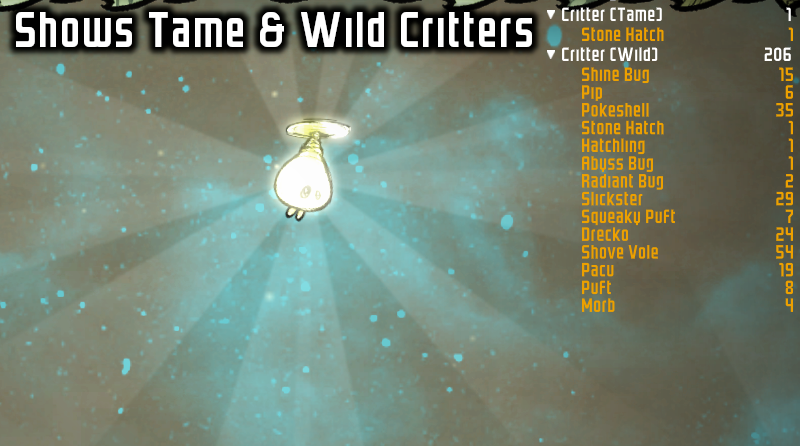 Shows Tame & Wild Critters
▼ Critter (Tame) 1
Stone Hatch 1
▼ Critter (Wild) 206
Shine Bug 15
Pip 6
Pokeshell 35
Stone Hatch 1
Hatchling 1
Abyss Bug 1
Radiant Bug 2
Slickster 29
Squeaky Puft 7
Drecko 24
Shove Vole 54
Pacu 19
Puft 8
Morb 4